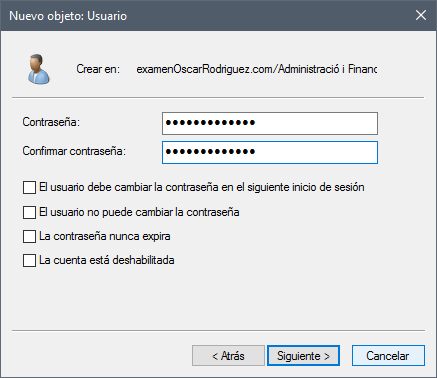 Nuevo objeto: Usuario
Crear en: examenOscarRodriguez.com/Administració i Financ
Contraseña: •••••••••••••
Confirmar contraseña: •••••••••••••
El usuario debe cambiar la contraseña en el siguiente inicio de sesión
El usuario no puede cambiar la contraseña
La contraseña nunca expira
La cuenta está deshabilitada
< Atrás Siguiente > Cancelar